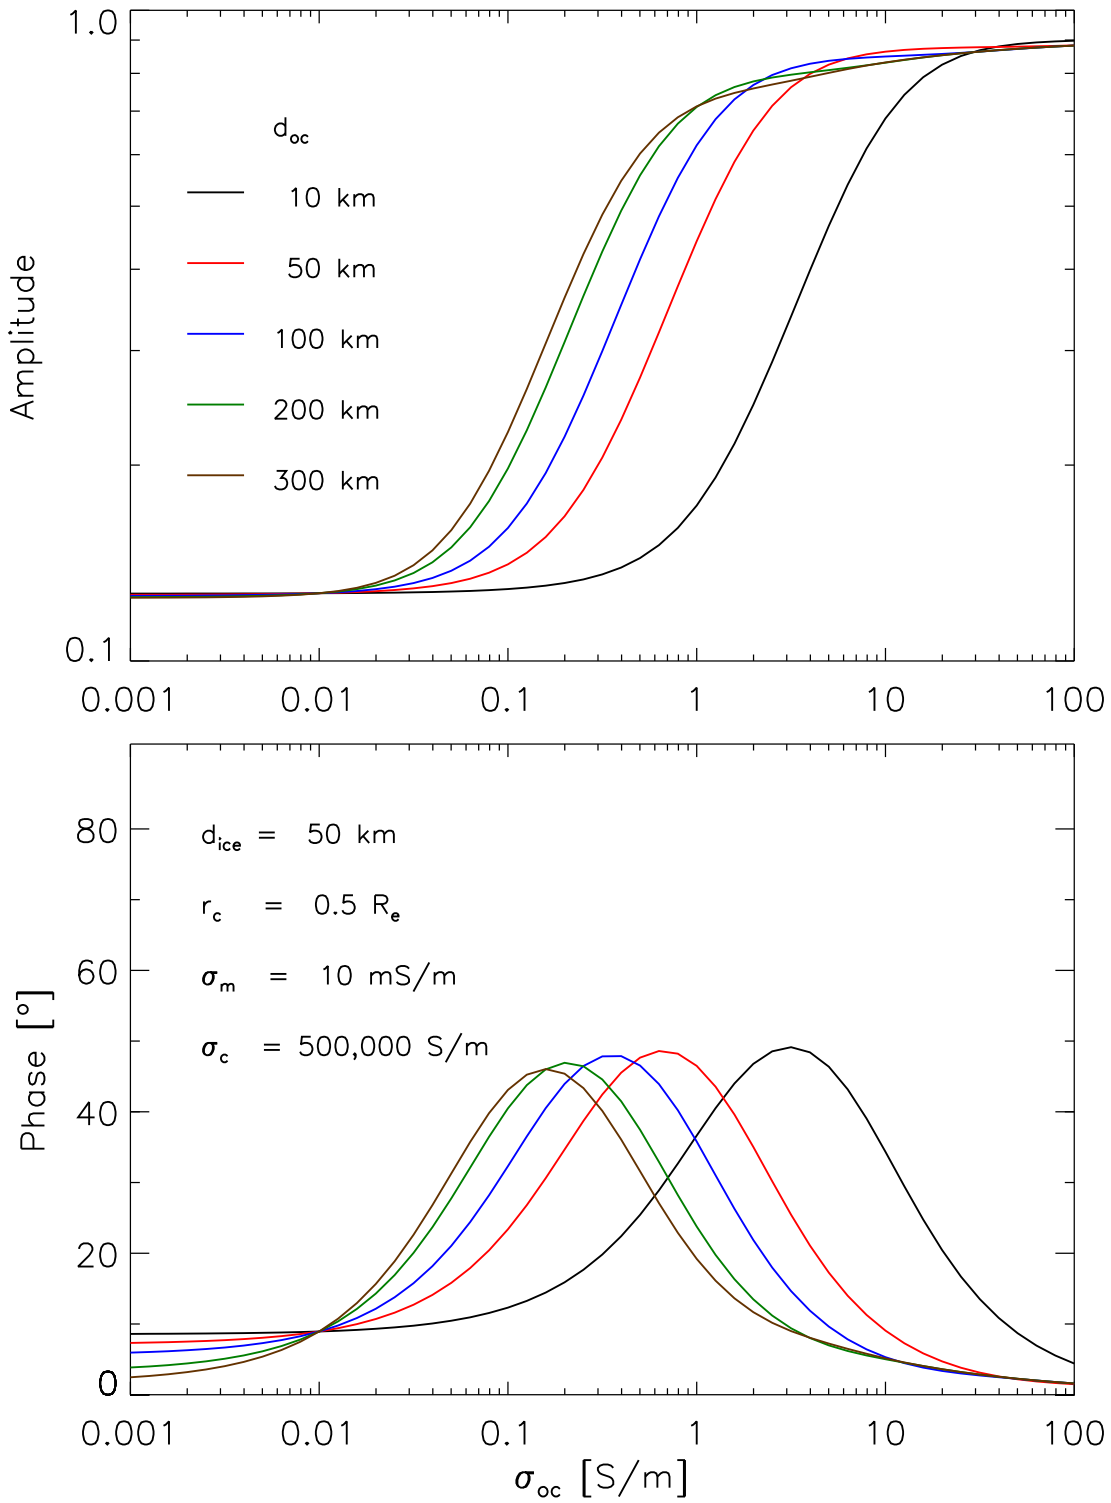 1.0
d_oc
10 km
50 km
100 km
200 km
300 km
Amplitude
0.1
0.001 0.01 0.1 1 10 100
80
d_ice = 50 km
r_c = 0.5 R_e
60
σ_m = 10 mS/m
σ_c = 500,000 S/m
Phase [°]
40
20
0
0.001 0.01 0.1 1 10 100
σ_oc [S/m]